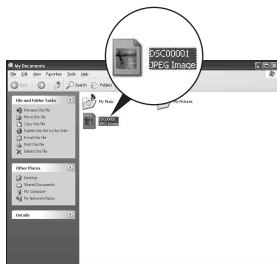 My Documents
DSC00001
JPEG Image
File Edit View Favorites Tools Help
Back
Search
Folders
File and Folder Tasks
Rename this file
Move this file
Copy this file
Publish this file to the Web
E-mail this file
Print this file
Delete this file
My Music
My Pictures
DSC00001
JPEG Image
Other Places
Desktop
Shared Documents
My Computer
My Network Places
Details